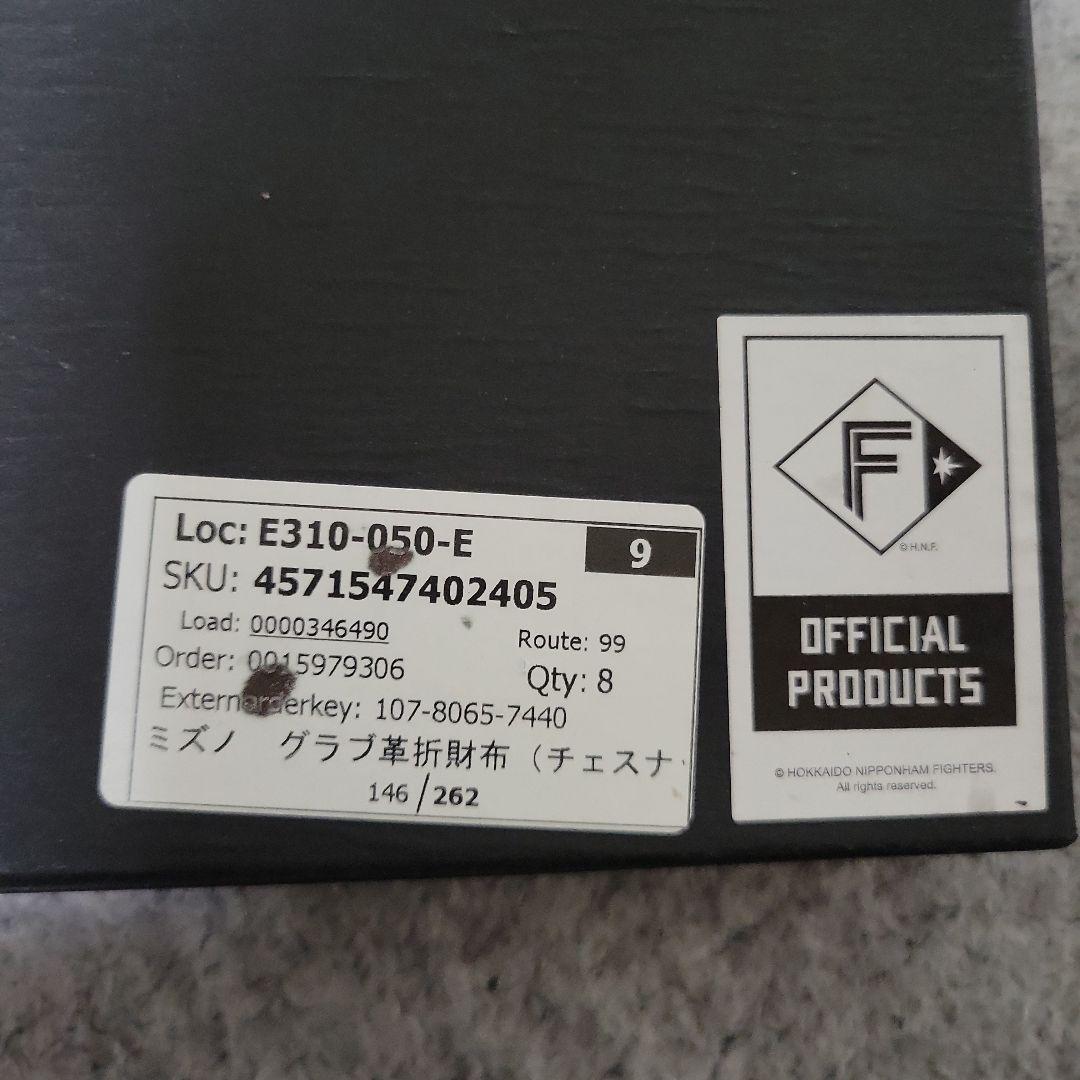 Loc: E310-050-E
9
SKU: 4571547402405
Load: 0000346490
Route: 99
Order: 0015979306
Qty: 8
Externorderkey: 107-8065-7440
ミズノ　グラブ革折財布（チェスナ
146/262
F
© H.N.F.
OFFICIAL
PRODUCTS
© HOKKAIDO NIPPONHAM FIGHTERS.
All rights reserved.